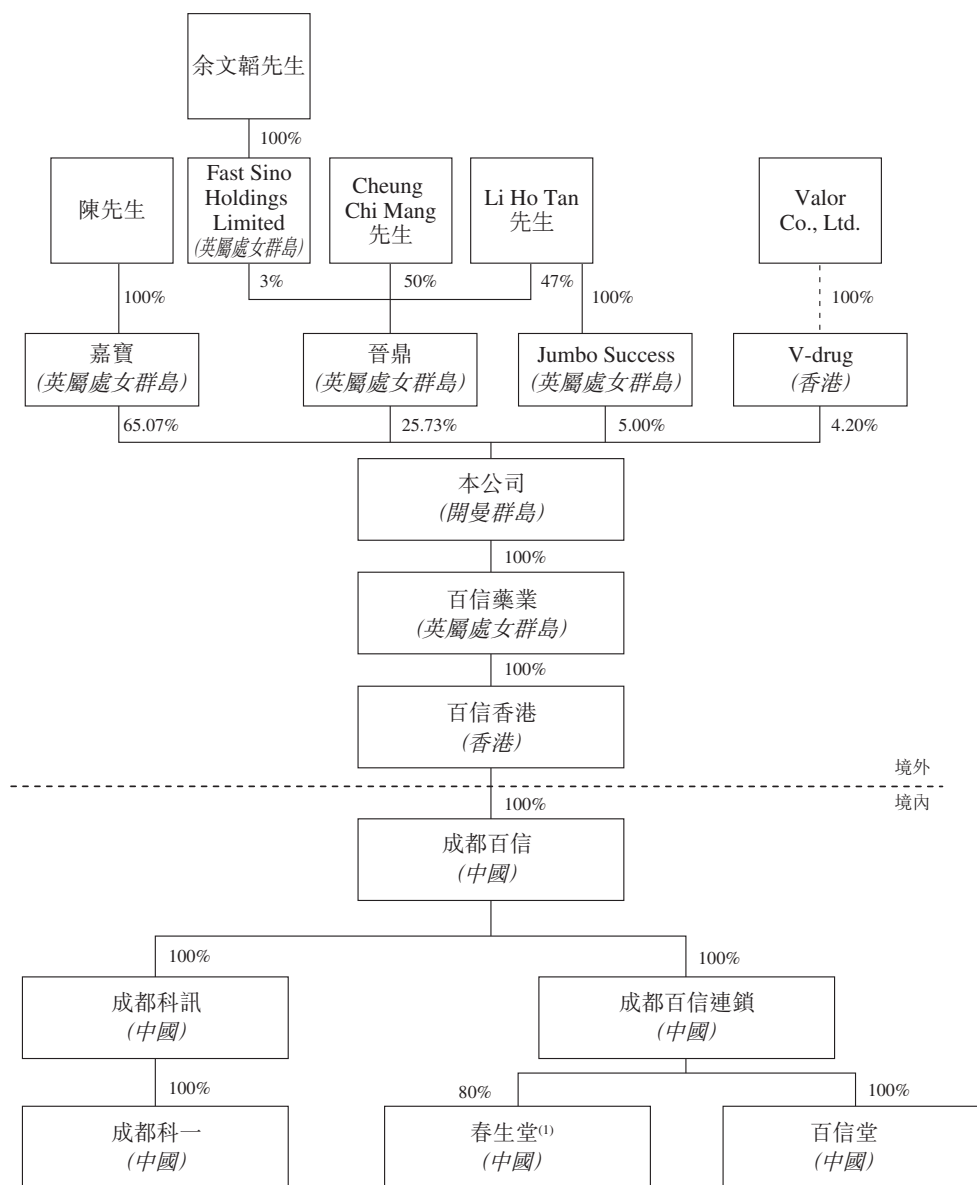 余文韜先生
100%
陳先生
Fast Sino
Holdings
Limited
(英屬處女群島)
Cheung
Chi Mang
先生
Li Ho Tan
先生
Valor
Co., Ltd.
100%
3%
50%
47%
100%
100%
嘉寶
(英屬處女群島)
晉鼎
(英屬處女群島)
Jumbo Success
(英屬處女群島)
V-drug
(香港)
65.07%
25.73%
5.00%
4.20%
本公司
(開曼群島)
100%
百信藥業
(英屬處女群島)
100%
百信香港
(香港)
境外
境內
100%
成都百信
(中國)
100%
100%
成都科訊
(中國)
成都百信連鎖
(中國)
100%
80%
100%
成都科一
(中國)
春生堂(1)
(中國)
百信堂
(中國)